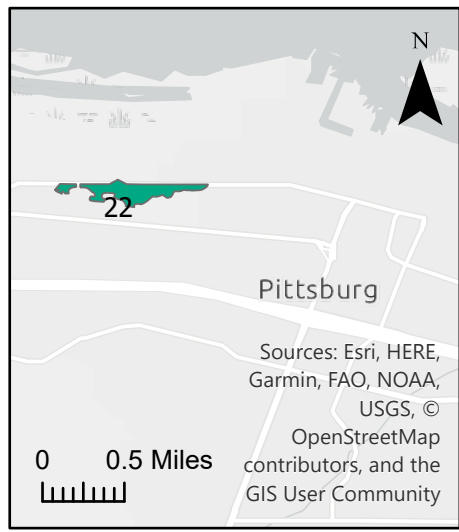 N
22
Pittsburg
Sources: Esri, HERE,
Garmin, FAO, NOAA,
USGS, ©
OpenStreetMap
contributors, and the
GIS User Community
0 0.5 Miles